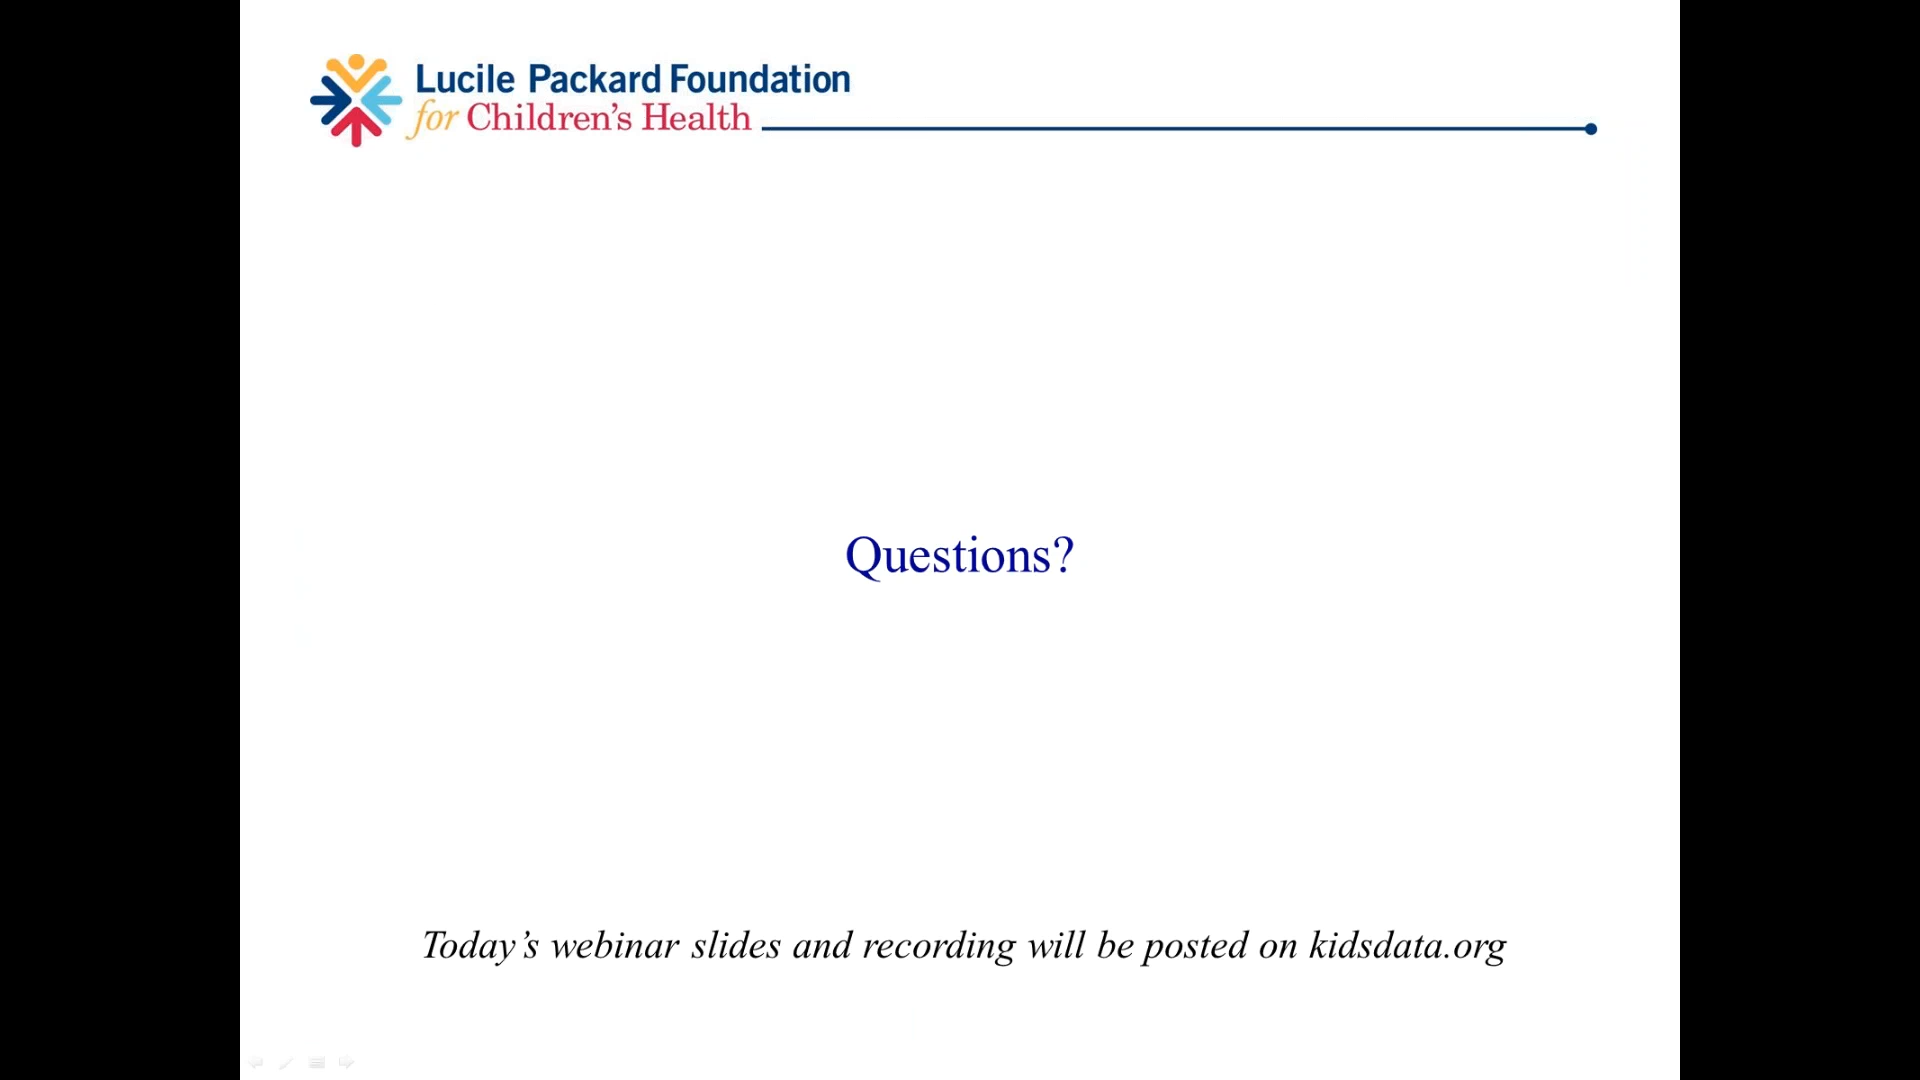 Lucile Packard Foundation
for Children's Health
Questions?
Today’s webinar slides and recording will be posted on kidsdata.org